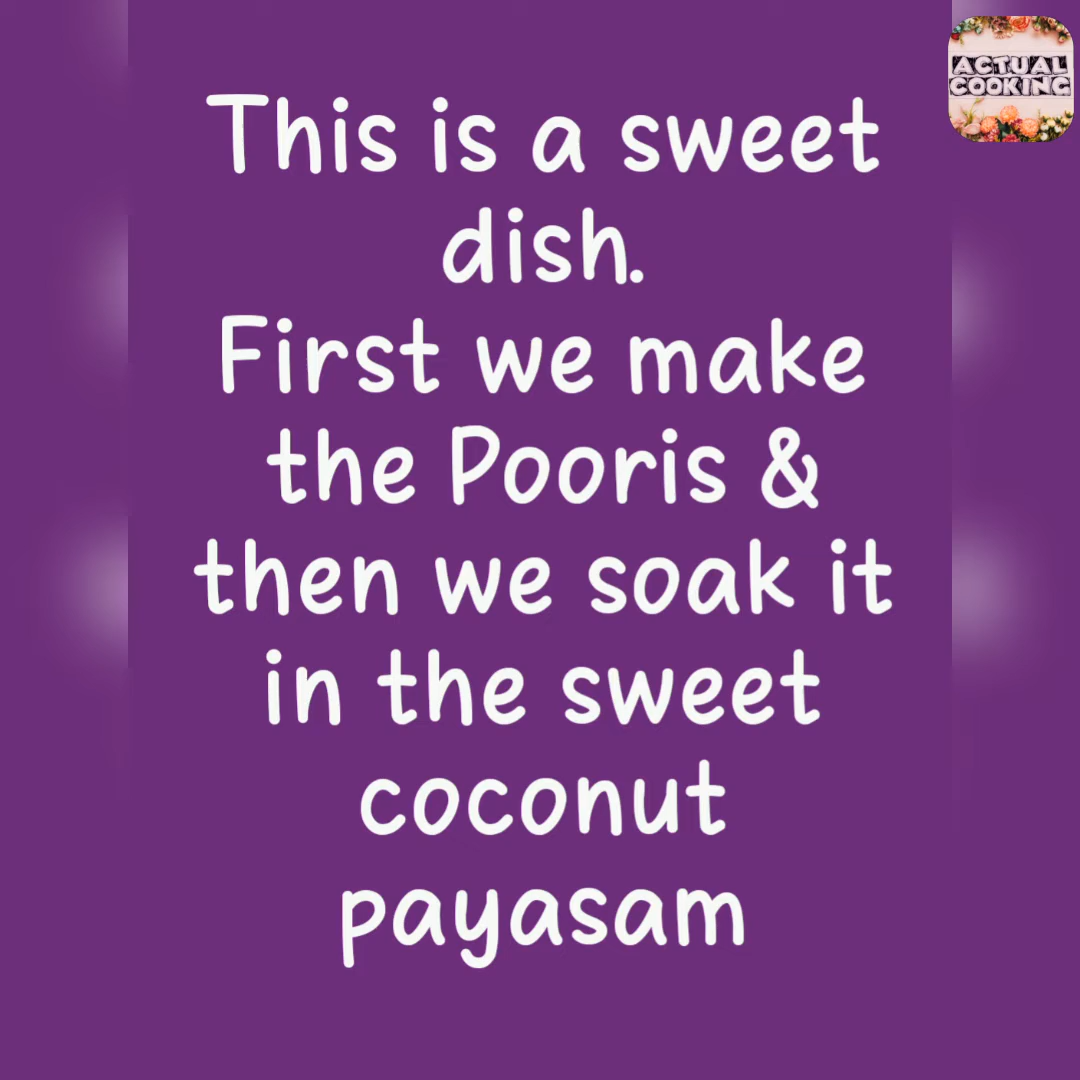 This is a sweet
dish.
First we make
the Pooris &
then we soak it
in the sweet
coconut
payasam
ACTUAL
COOKING